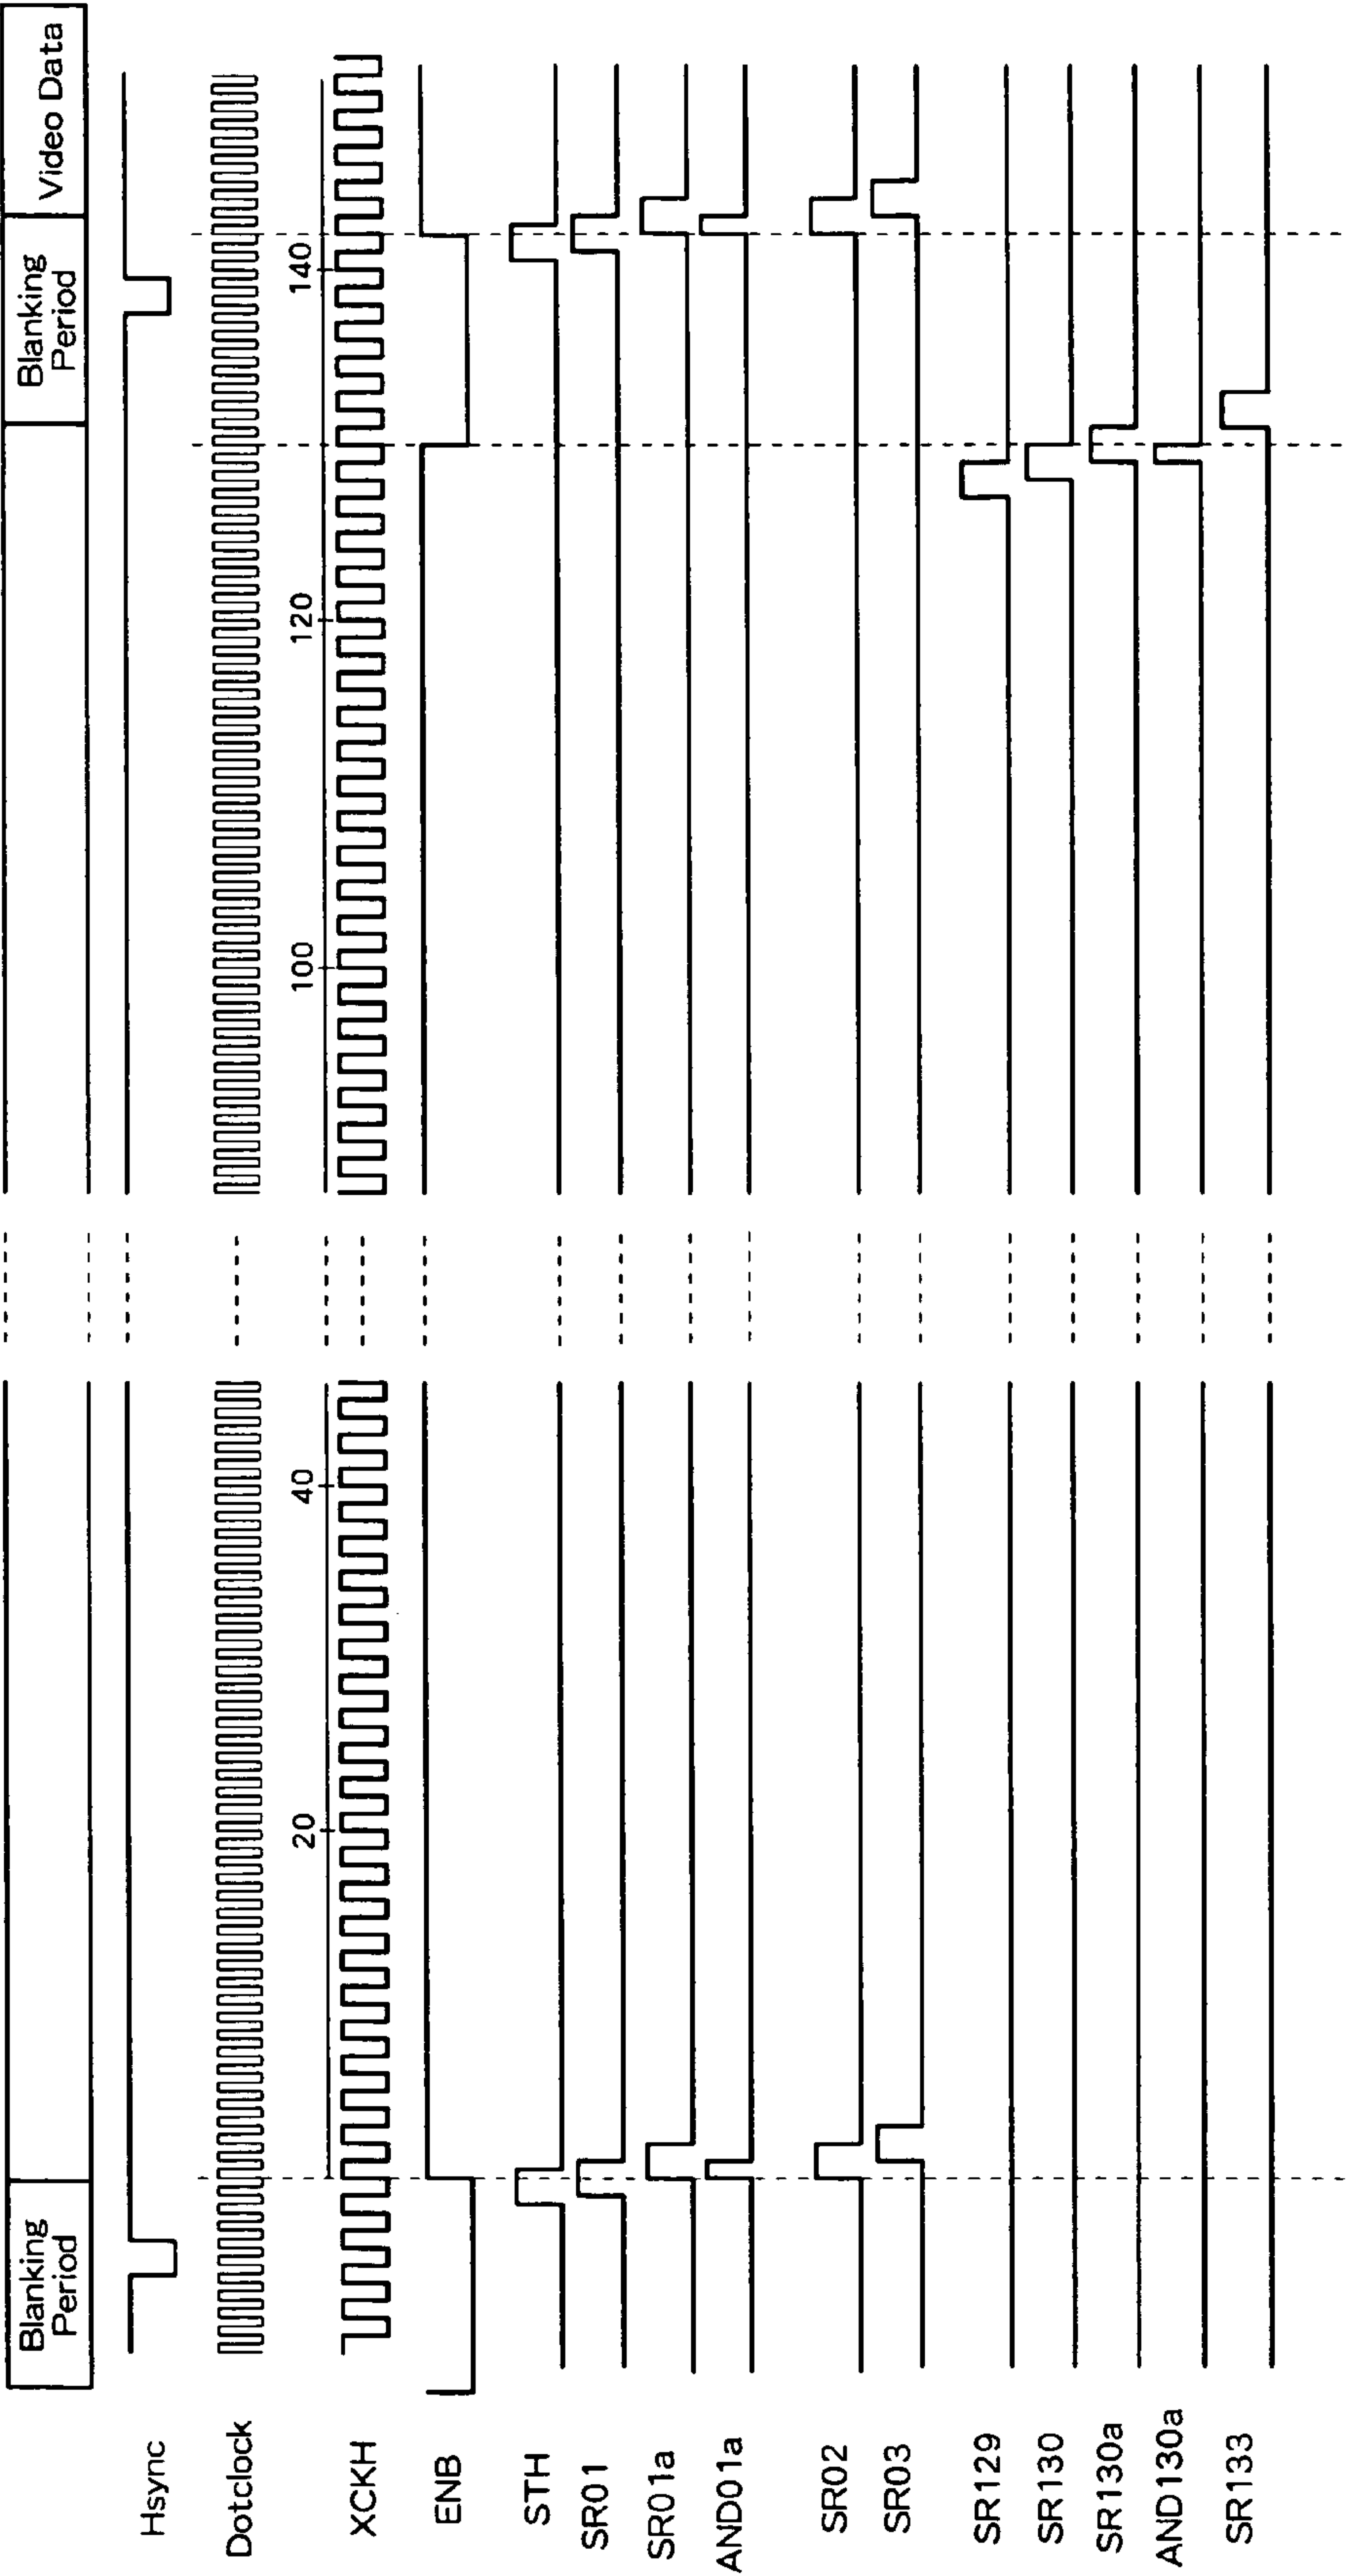 Blanking
Period
Blanking
Period
Video Data
Hsync
Dotclock
20
40
100
120
140
XCKH
ENB
STH
SR01
SR01a
AND01a
SR02
SR03
SR129
SR130
SR130a
AND130a
SR133